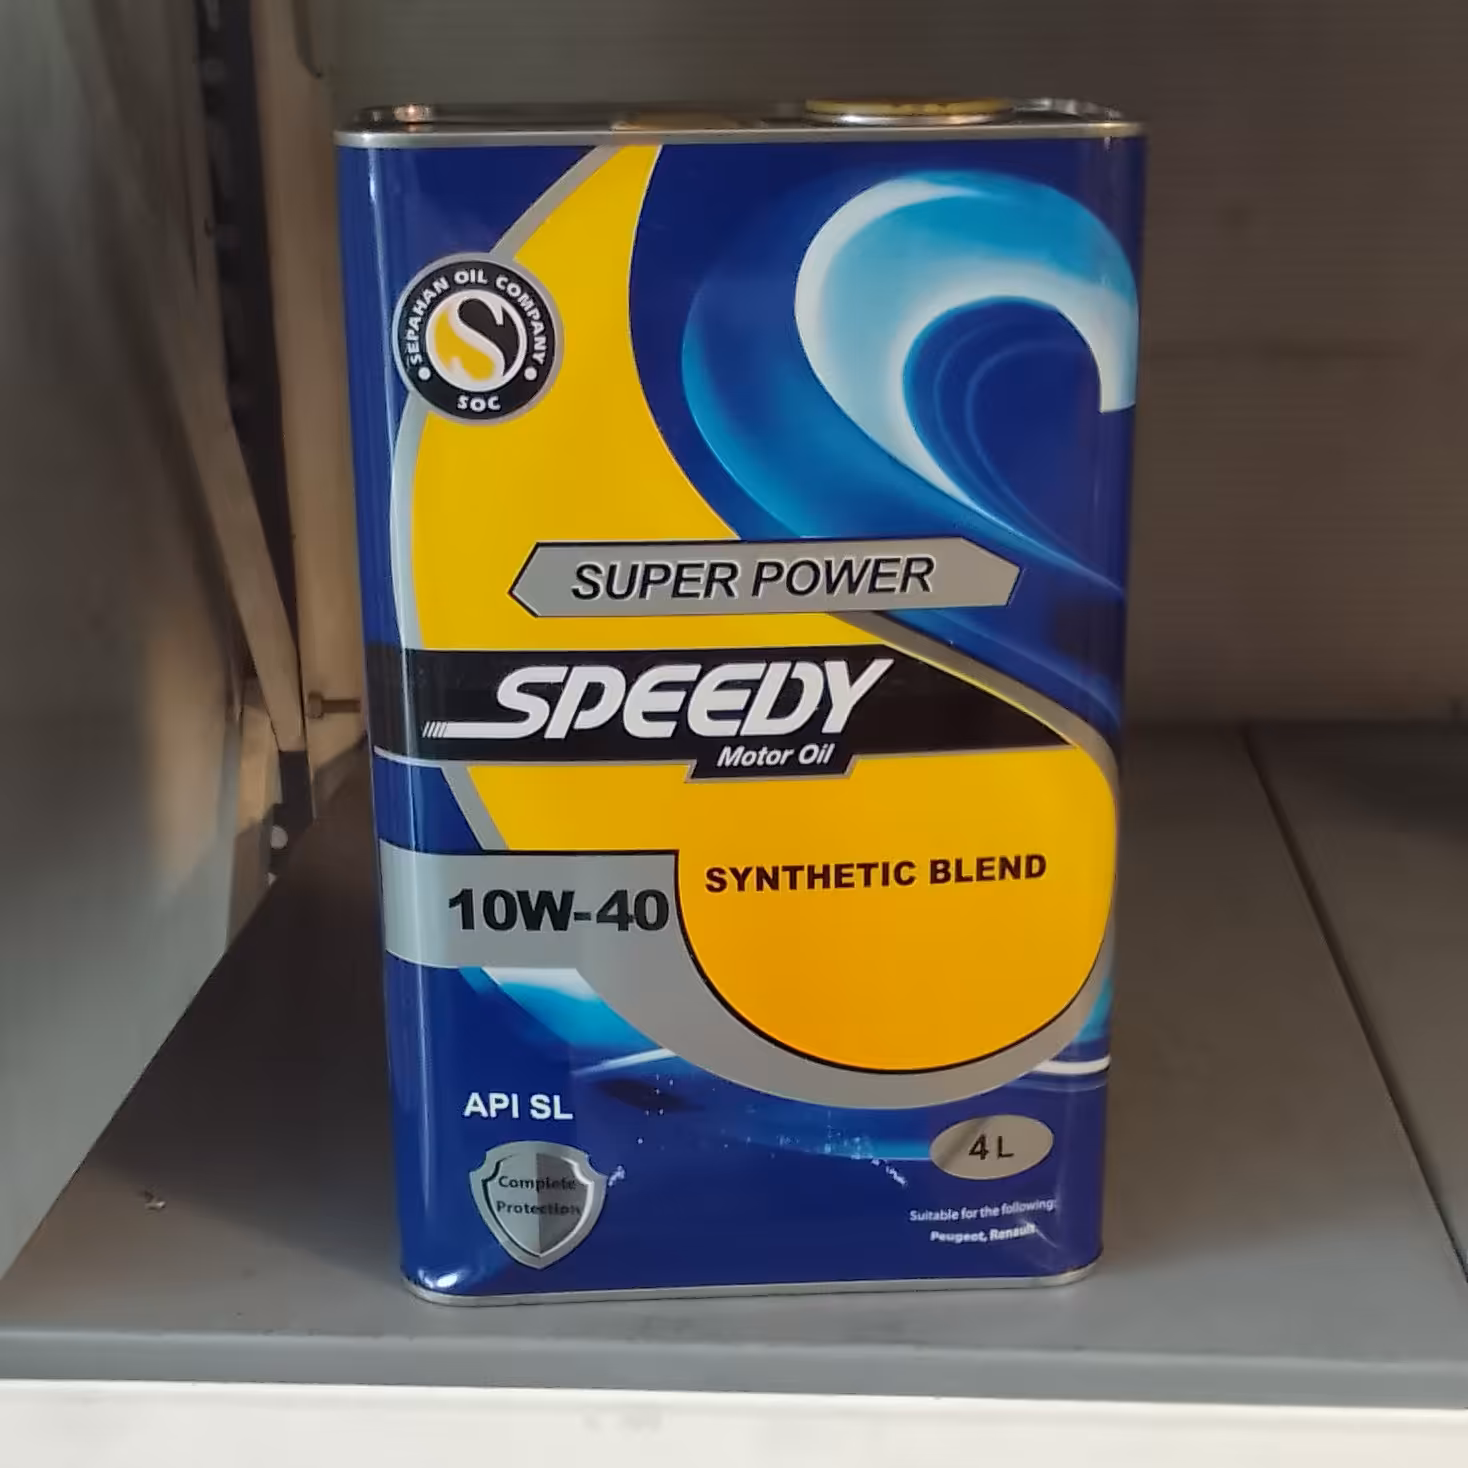 SEPAHAN OIL COMPANY
SOC
SUPER POWER
SPEEDY
Motor Oil
SYNTHETIC BLEND
10W-40
API SL
Complete
Protection
4 L
Suitable for the following:
Peugeot, Renault